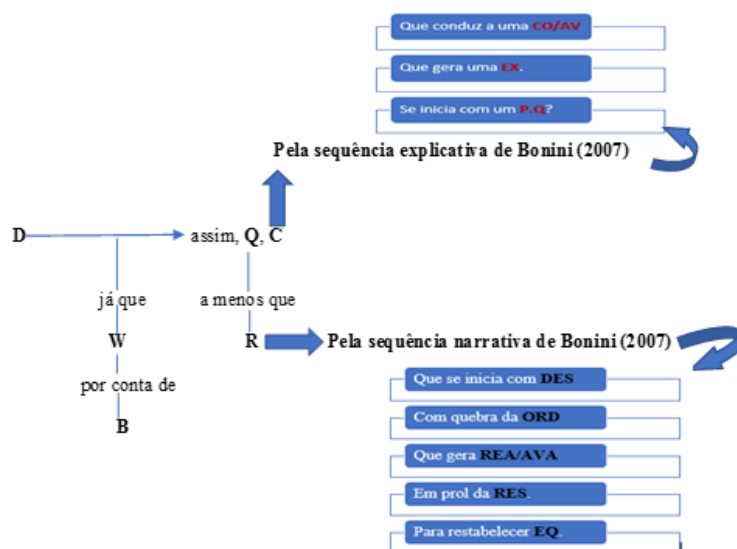 Que conduz a uma CO/AV
Que gera uma EX.
Se inicia com um P.Q?
Pela sequência explicativa de Bonini (2007)
D assim, Q, C
já que a menos que
W R Pela sequência narrativa de Bonini (2007)
por conta de
B
Que se inicia com DES
Com quebra da ORD
Que gera REA/AVA
Em prol da RES.
Para restabelecer EQ.